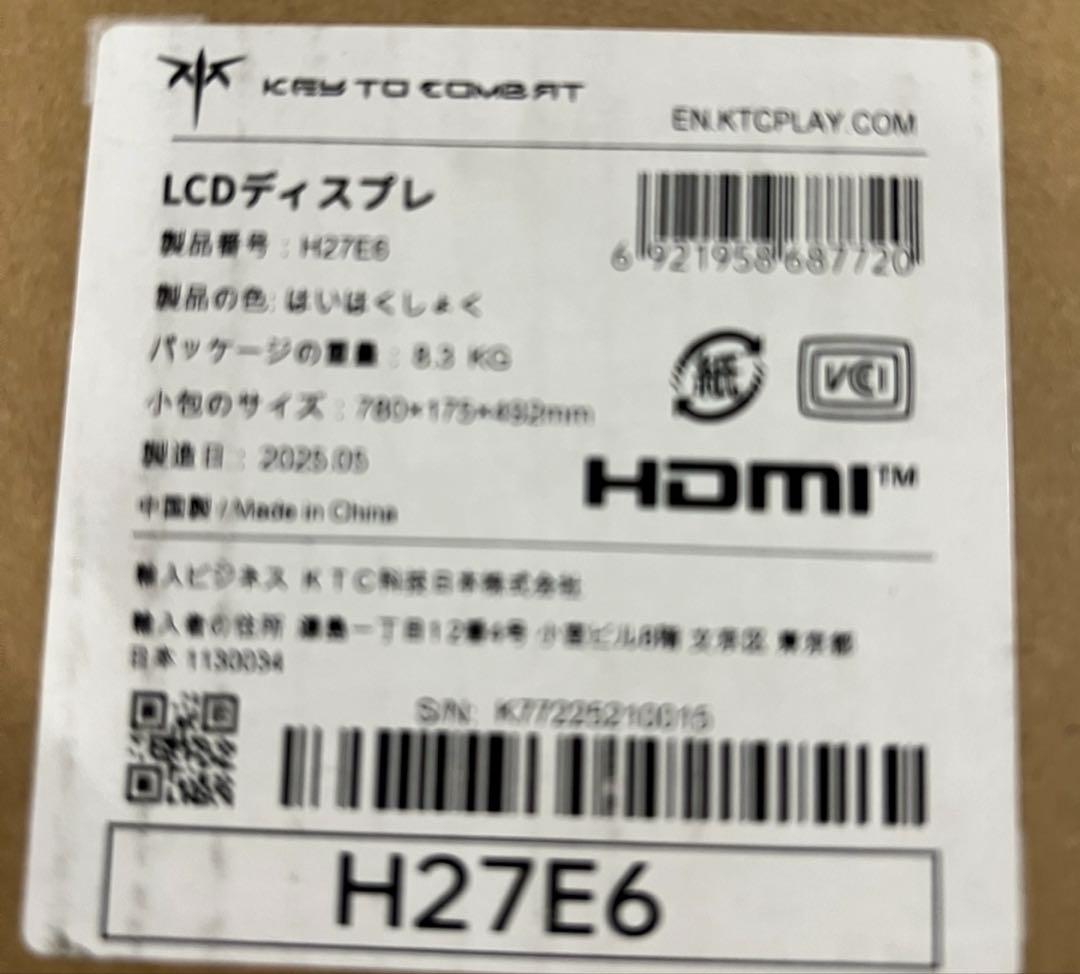 KEY TO COMBAT
EN.KTCPLAY.COM
LCDディスプレ
6 921958 687720
製品番号 : H27E6
製品の色: はいはくしょく
パッケージの重量 : 8.3 KG
紙
VCCI
小包のサイズ : 780*175*492mm
製造日 : 2025.05
HDMI™
中国製 / Made in China
輸入ビジネス KTC科技日本株式会社
輸入者の住所 湯島一丁目12番4号 小国ビル8階 文京区 東京都
日本 1130034
S/N: K77225210015
H27E6